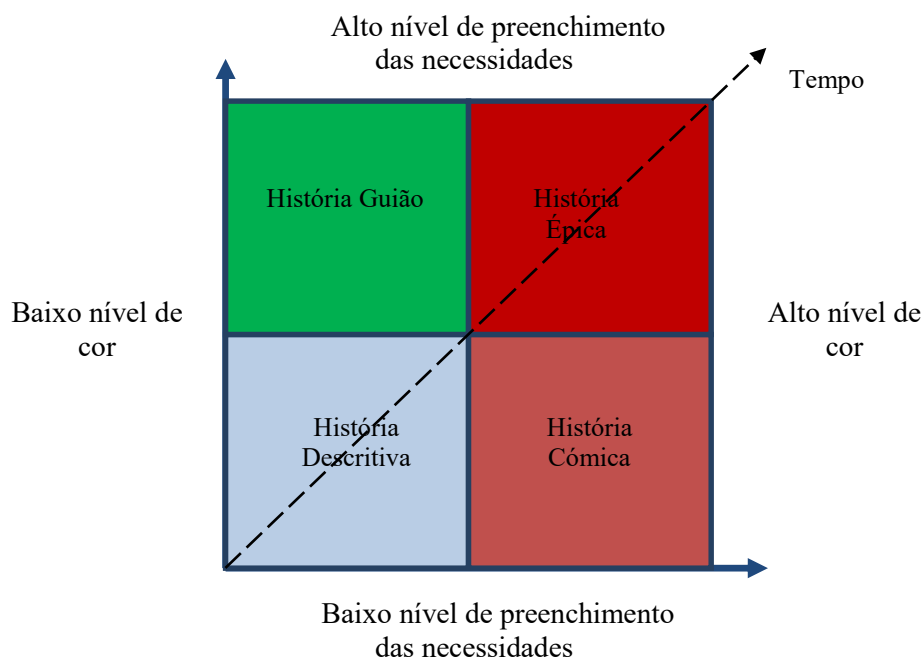 Alto nível de preenchimento
das necessidades
Tempo
História Guião
História
Épica
Baixo nível de
cor
Alto nível de
cor
História
Descritiva
História
Cómica
Baixo nível de preenchimento
das necessidades